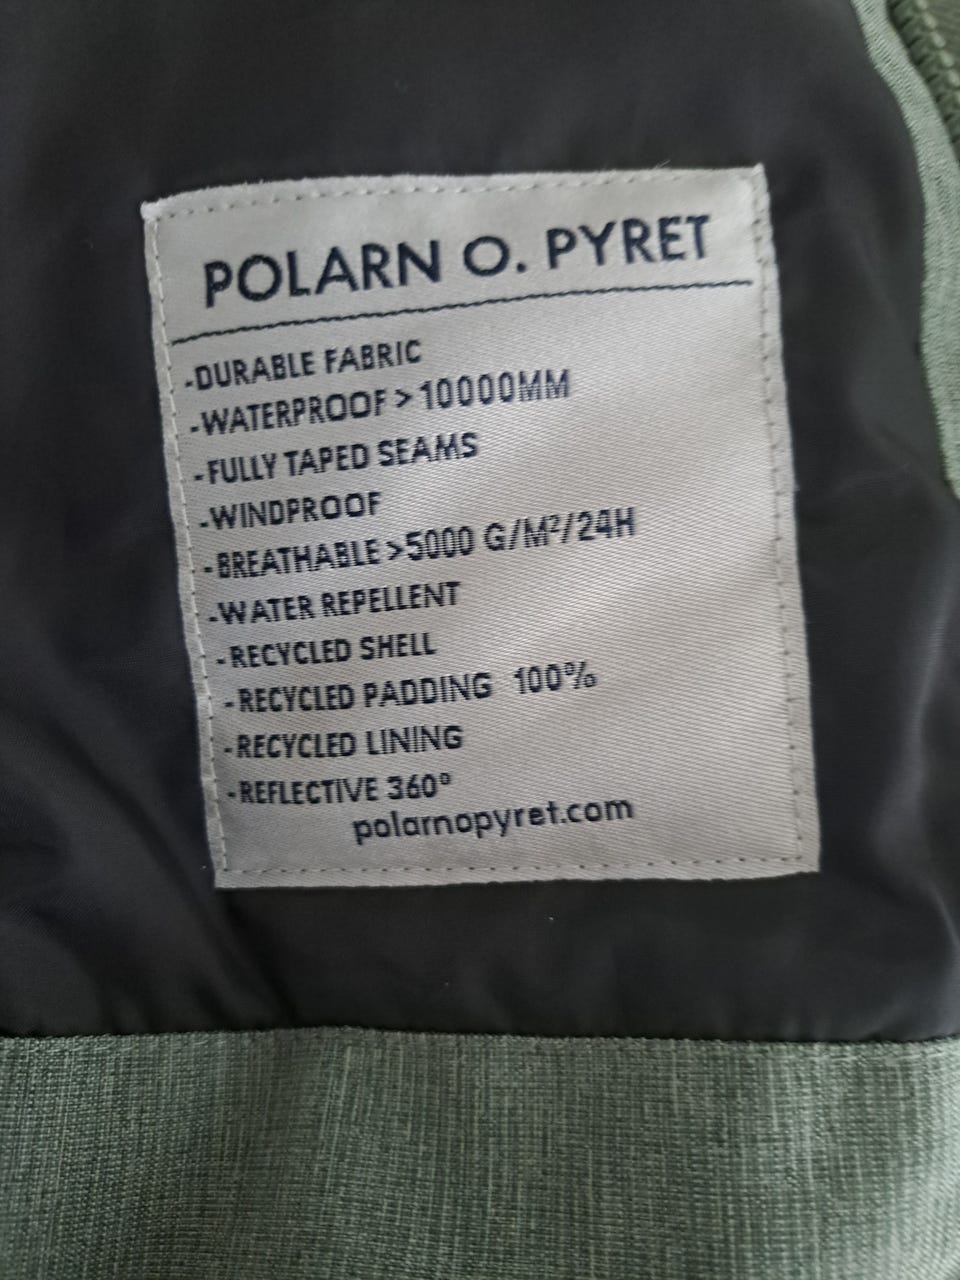 POLARN O. PYRET
-DURABLE FABRIC
-WATERPROOF > 10000MM
-FULLY TAPED SEAMS
-WINDPROOF
-BREATHABLE >5000 G/M²/24H
-WATER REPELLENT
-RECYCLED SHELL
-RECYCLED PADDING 100%
-RECYCLED LINING
-REFLECTIVE 360°
polarnopyret.com